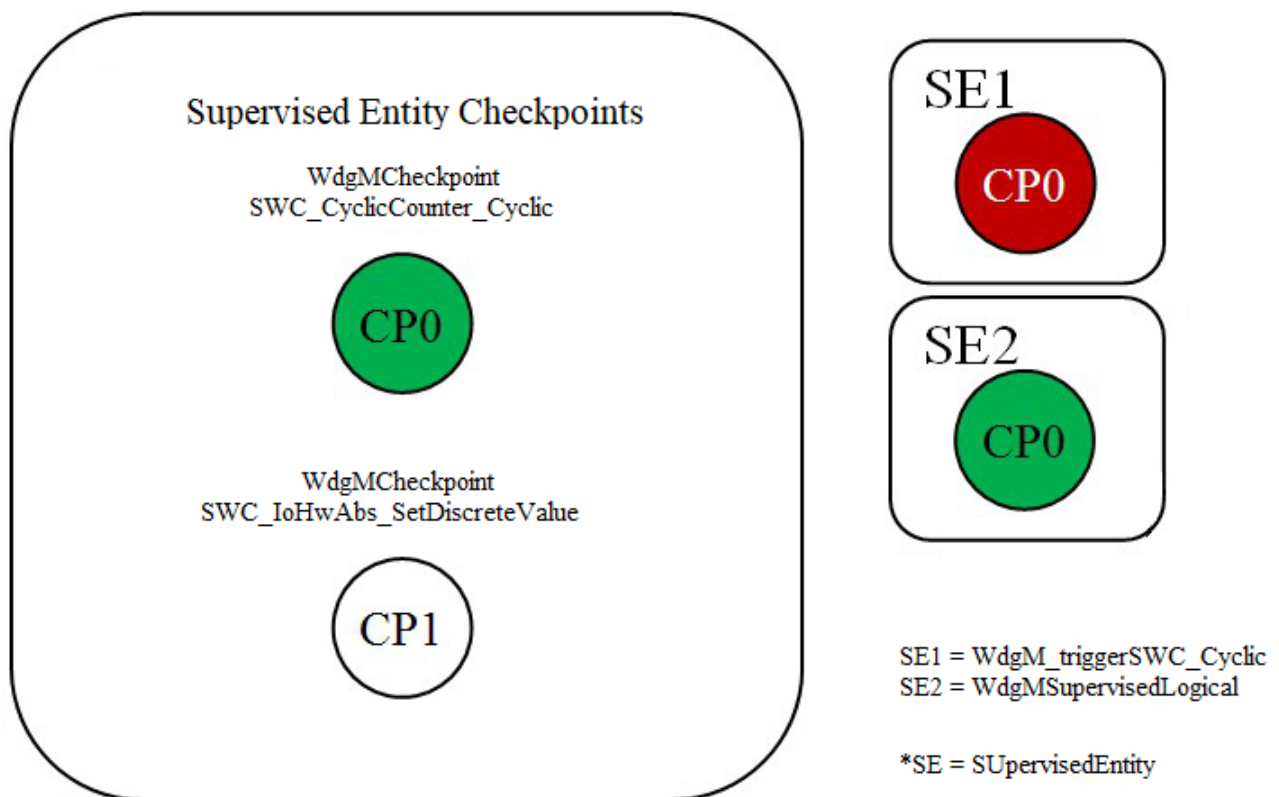 Supervised Entity Checkpoints
WdgMCheckpoint
SWC_CyclicCounter_Cyclic
CP0
WdgMCheckpoint
SWC_IoHwAbs_SetDiscreteValue
CP1
SE1
CP0
SE2
CP0
SE1 = WdgM_triggerSWC_Cyclic
SE2 = WdgMSupervisedLogical
*SE = SUpervisedEntity